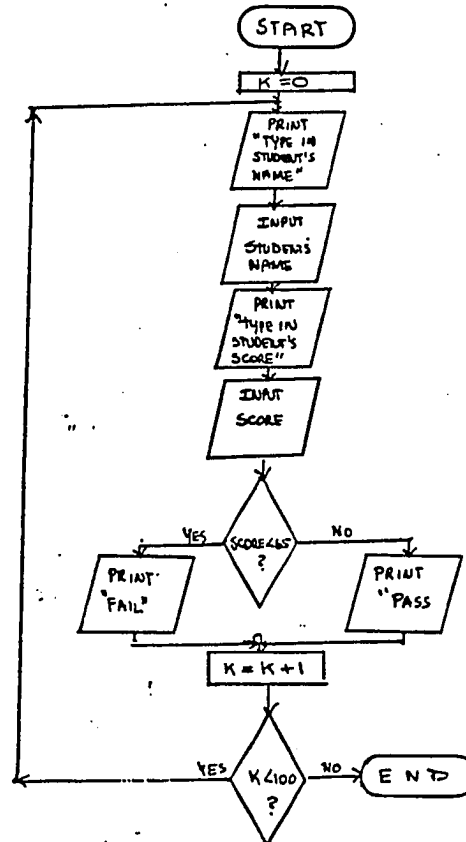 START
K=0
PRINT
"TYPE IN
STUDENT'S
NAME"
INPUT
STUDENT'S
NAME
PRINT
"TYPE IN
STUDENT'S
SCORE"
INPUT
SCORE
YES
SCORE<65
?
NO
PRINT
"FAIL"
PRINT
"PASS
K = K+1
YES
K<100
?
NO
END